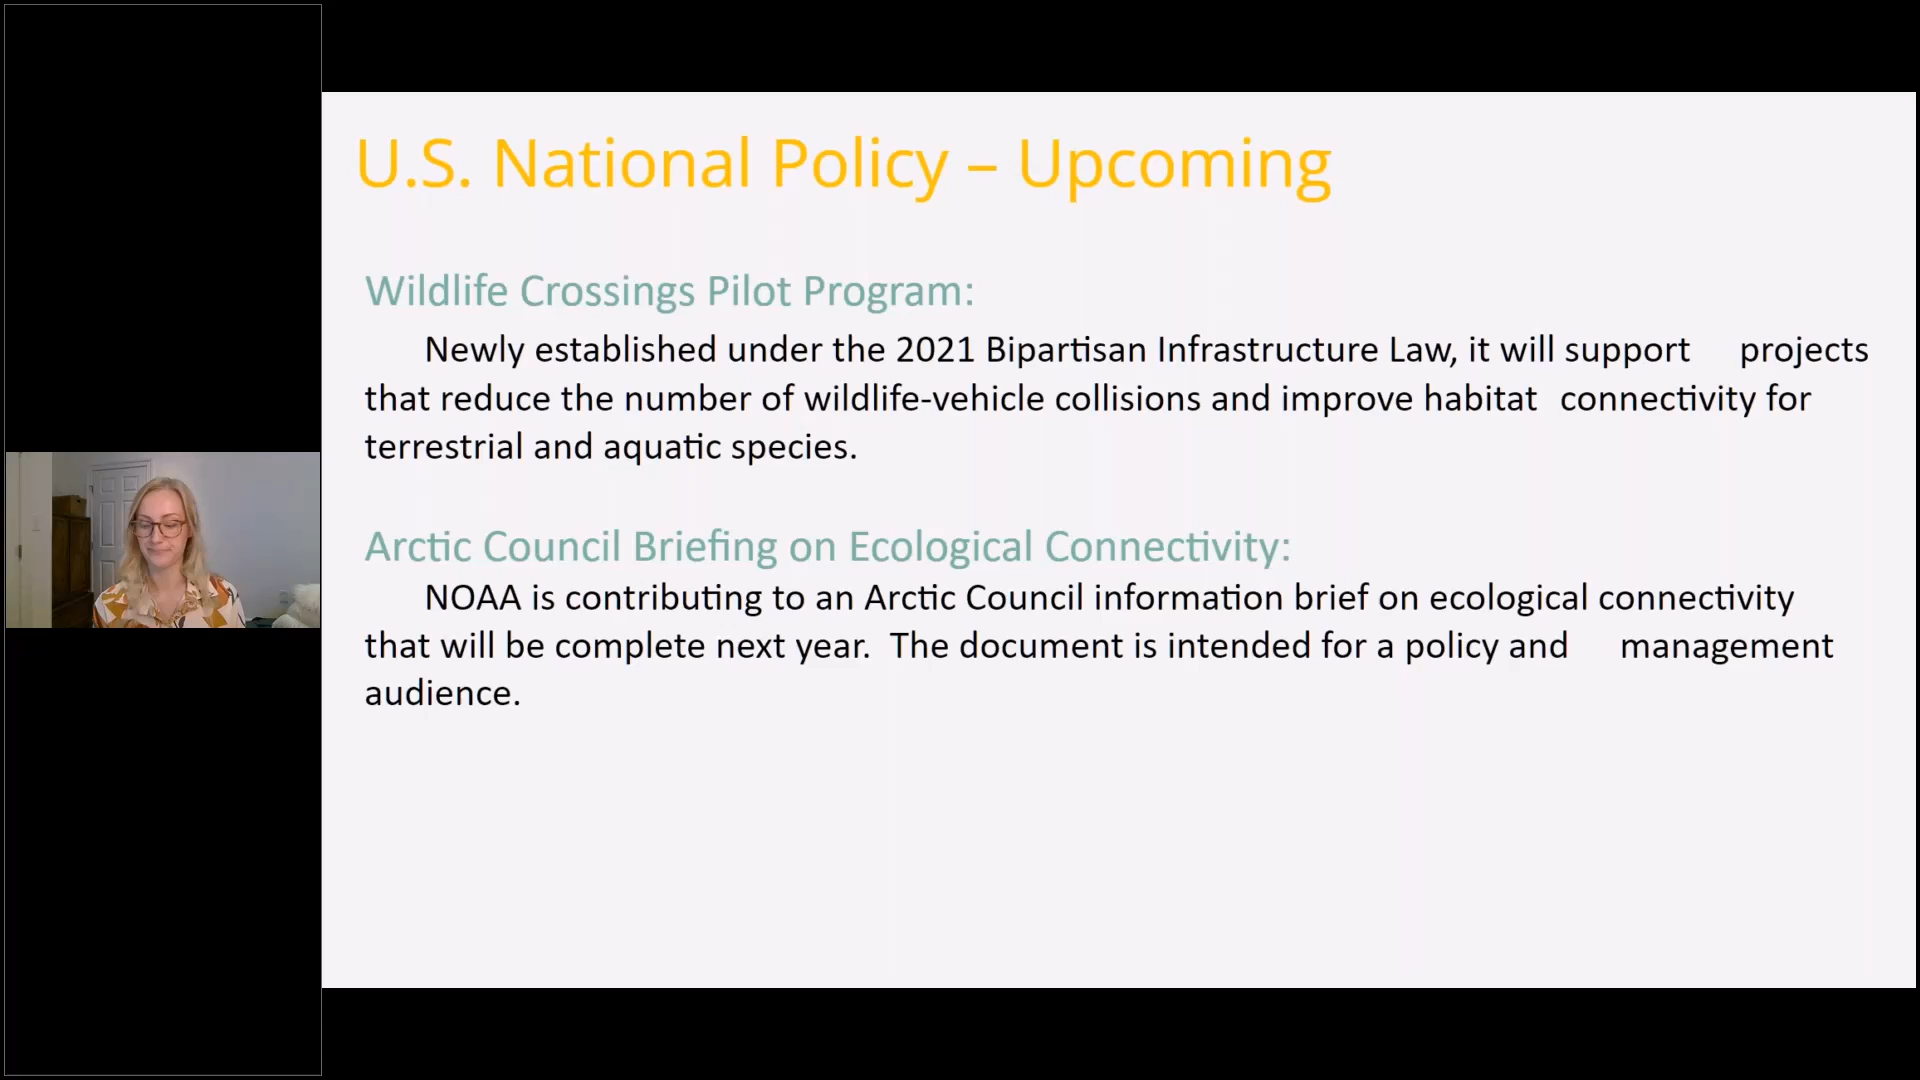 U.S. National Policy – Upcoming
Wildlife Crossings Pilot Program:
Newly established under the 2021 Bipartisan Infrastructure Law, it will support projects
that reduce the number of wildlife-vehicle collisions and improve habitat connectivity for
terrestrial and aquatic species.
Arctic Council Briefing on Ecological Connectivity:
NOAA is contributing to an Arctic Council information brief on ecological connectivity
that will be complete next year. The document is intended for a policy and management
audience.